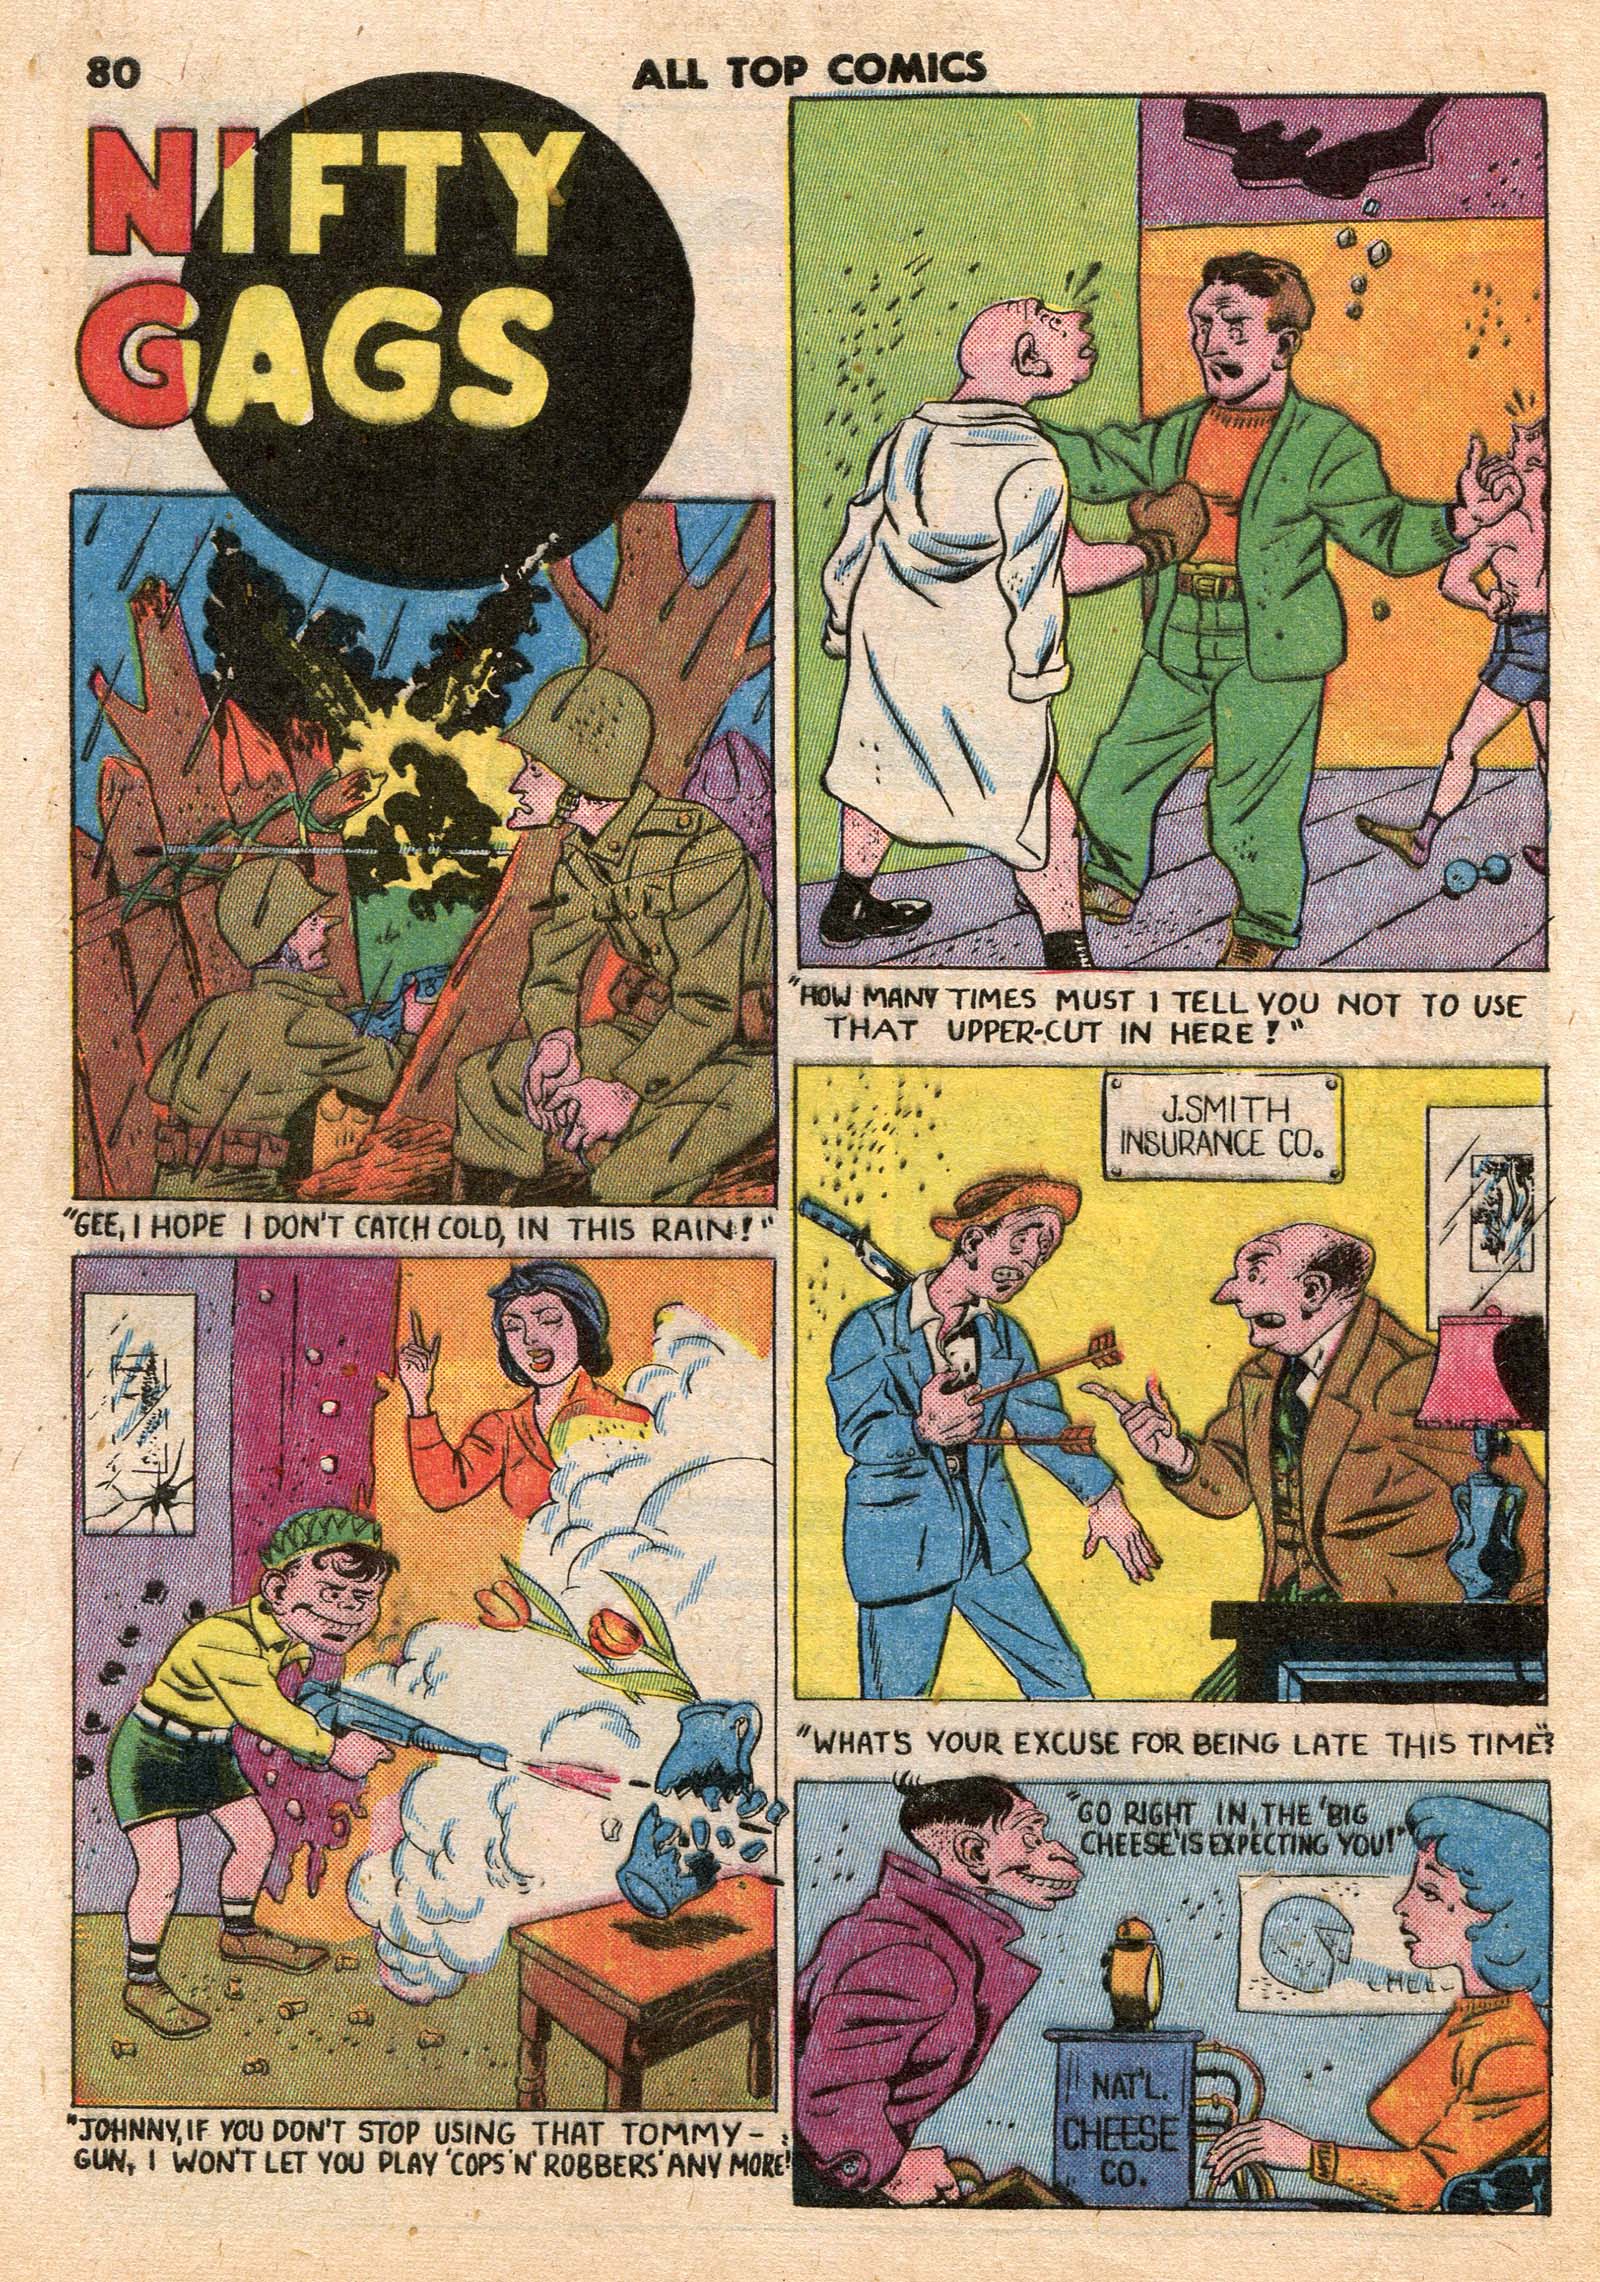 80
ALL TOP COMICS
NIFTY
GAGS
"GEE, I HOPE I DON'T CATCH COLD, IN THIS RAIN!"
"JOHNNY, IF YOU DON'T STOP USING THAT TOMMY-
GUN, I WON'T LET YOU PLAY 'COPS 'N' ROBBERS' ANY MORE!
"HOW MANY TIMES MUST I TELL YOU NOT TO USE
THAT UPPER-CUT IN HERE!"
J. SMITH
INSURANCE CO.
"WHAT'S YOUR EXCUSE FOR BEING LATE THIS TIME"?
"GO RIGHT IN, THE 'BIG
CHEESE' IS EXPECTING YOU!"
CHEE
NAT'L.
CHEESE
CO.